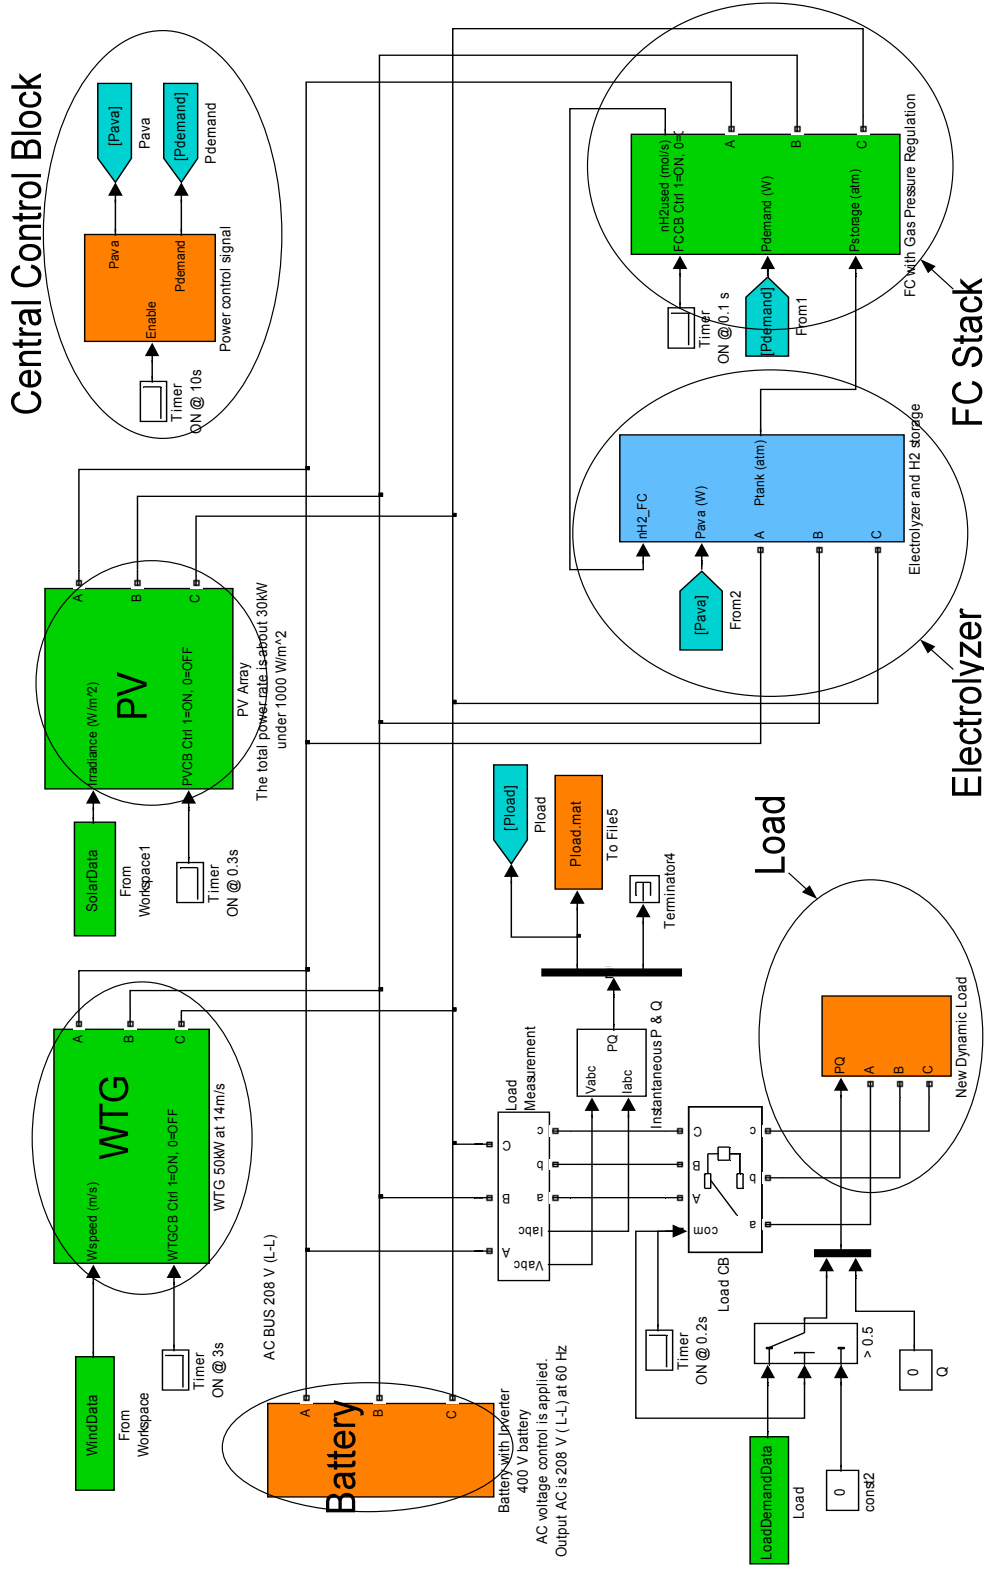 Central Control Block
WindData
From
Workspace
Timer
ON @ 3s
Wspeed (m/s)
WTG
WTGCB Ctrl 1=ON, 0=OFF
A
B
C
WTG 50kW at 14m/s
SolarData
From
Workspace1
Timer
ON @ 0.3s
Irradiance (W/m^2)
PV
PVCB Ctrl 1=ON, 0=OFF
A
B
C
PV Array
The total power rate is about 30kW
under 1000 W/m^2
Timer
ON @ 10s
Enable
Pava
Pdemand
Power control signal
[Pava]
Pava
[Pdemand]
Pdemand
AC BUS 208 V (L-L)
Battery
A
B
C
Battery with Inverter
400 V battery
AC voltage control is applied.
Output AC is 208 V ( L-L) at 60 Hz
Load
Measurement
A
B
C
Vabc
Iabc
a
b
c
Vabc
Iabc
PQ
Instantaneous P & Q
[Pload]
Pload
Pload.mat
To File5
Terminator4
Timer
ON @ 0.2s
com
A
B
C
a
b
c
Load CB
LoadDemandData
Load
0
const2
> 0.5
0
Q
Load
PQ
A
B
C
New Dynamic Load
nH2_FC
Pava (W)
A
B
C
Ptank (atm)
Electrolyzer and H2 storage
[Pava]
From2
Electrolyzer
Timer
ON @ 0.1 s
[Pdemand]
From1
nH2used (mol/s)
FCCB Ctrl 1=ON, 0=
Pdemand (W)
Pstorage (atm)
A
B
C
FC with Gas Pressure Regulation
FC Stack